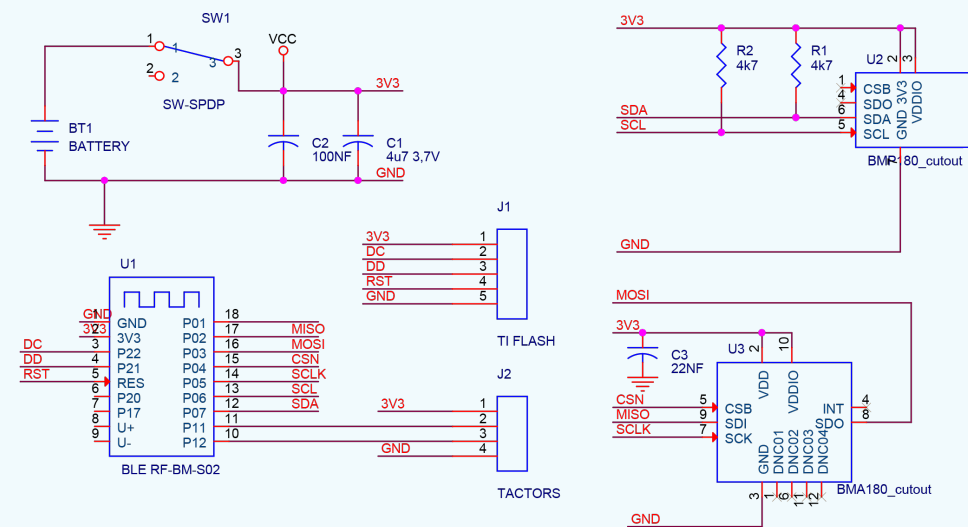 SW1
1 1
3 3
2 2
SW-SPDP
VCC
3V3
BT1
BATTERY
C2
100NF
C1
4u7 3,7V
GND
3V3
R2
4k7
R1
4k7
U2
2 3
1 CSB
4 SDO
6 SDA
5 SCL
GND 3V3
VDDIO
SDA
SCL
BMP180_cutout
GND
J1
3V3 1
DC 2
DD 3
RST 4
GND 5
TI FLASH
U1
GND 1 GND P01 18
3V3 2 3V3 P02 17 MISO
DC 3 P22 P03 16 MOSI
DD 4 P21 P04 15 CSN
RST 5 RES P05 14 SCLK
6 P20 P06 13 SCL
7 P17 P07 12 SDA
8 U+ P11 11
9 U- P12 10
BLE RF-BM-S02
J2
3V3 1
2
3
GND 4
TACTORS
MOSI
3V3
C3
22NF
U3
2 10
VDD
VDDIO
CSN 5 CSB INT 4
MISO 9 SDI SDO 8
SCLK 7 SCK
GND
DNC01
DNC02
DNC03
DNC04
3 1 6 11 12
BMA180_cutout
GND